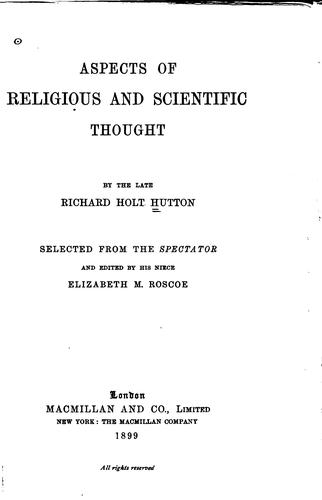 ASPECTS OF
RELIGIOUS AND SCIENTIFIC
THOUGHT
BY THE LATE
RICHARD HOLT HUTTON
SELECTED FROM THE SPECTATOR
AND EDITED BY HIS NIECE
ELIZABETH M. ROSCOE
London
MACMILLAN AND CO., LIMITED
NEW YORK: THE MACMILLAN COMPANY
1899
All rights reserved